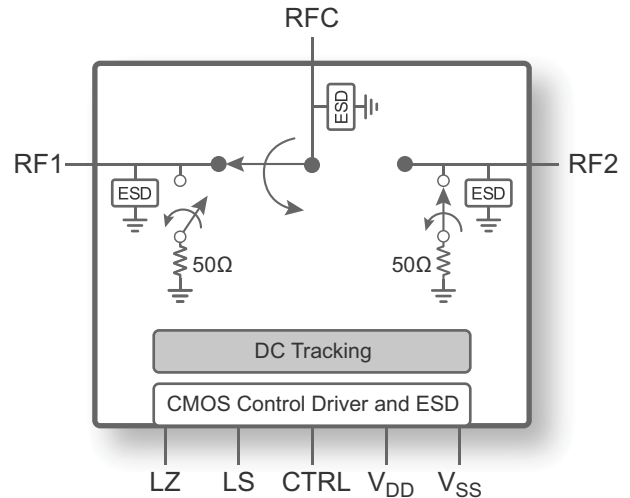 RFC
ESD
RF1
RF2
ESD
ESD
50Ω
50Ω
DC Tracking
CMOS Control Driver and ESD
LZ LS CTRL VDD VSS